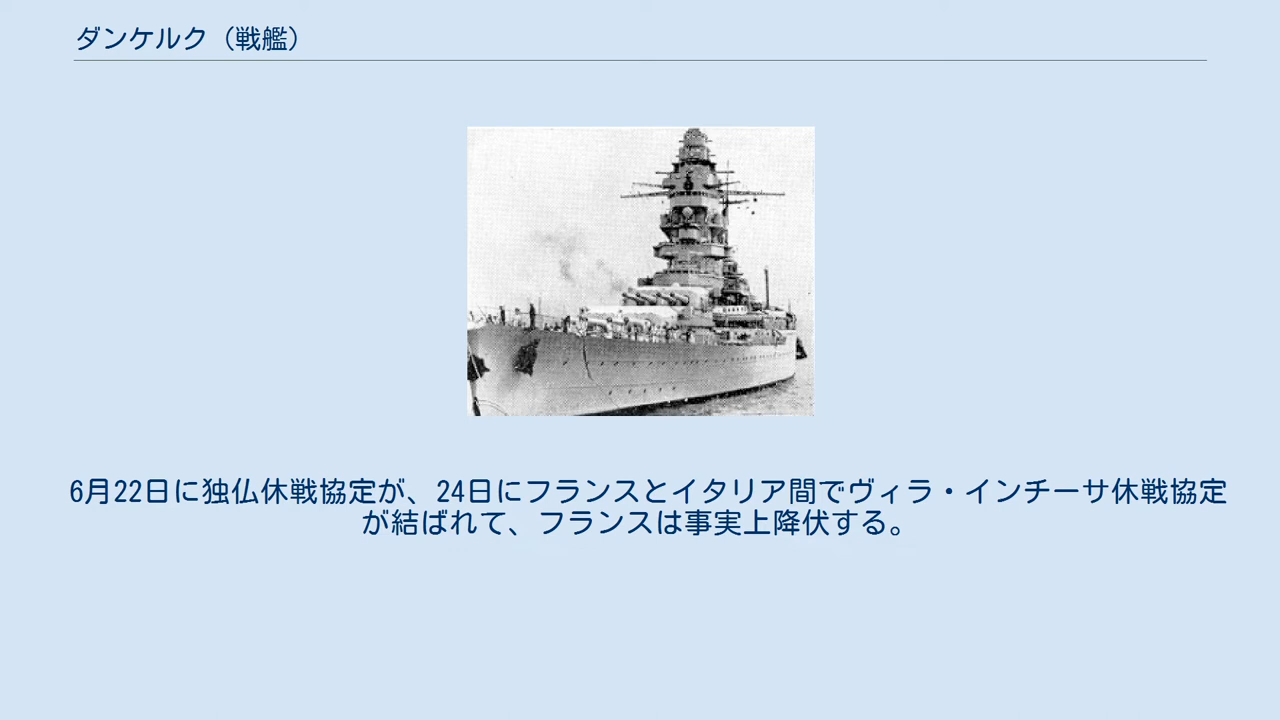 ダンケルク（戦艦）
6月22日に独仏休戦協定が、24日にフランスとイタリア間でヴィラ・インチーサ休戦協定
が結ばれて、フランスは事実上降伏する。